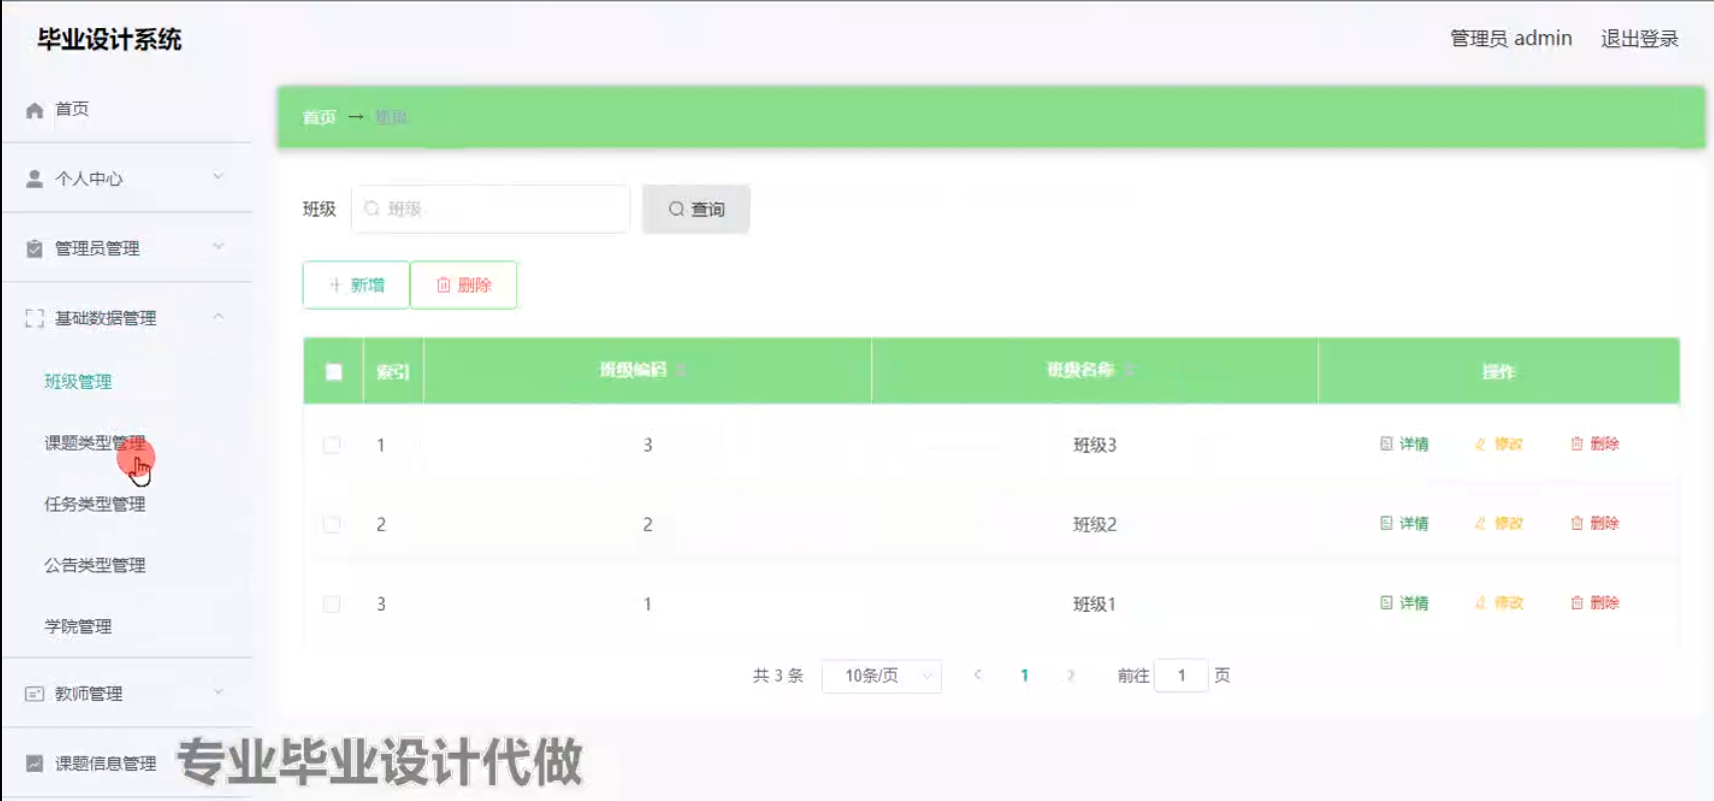 毕业设计系统
管理员 admin 退出登录
首页
个人中心
管理员管理
基础数据管理
班级管理
课题类型管理
任务类型管理
公告类型管理
学院管理
教师管理
课题信息管理
首页 → 班级
班级 班级 查询
新增 删除
索引 班级编码 班级名称 操作
1 3 班级3 详情 修改 删除
2 2 班级2 详情 修改 删除
3 1 班级1 详情 修改 删除
共 3 条 10条/页 1 前往 1 页
专业毕业设计代做